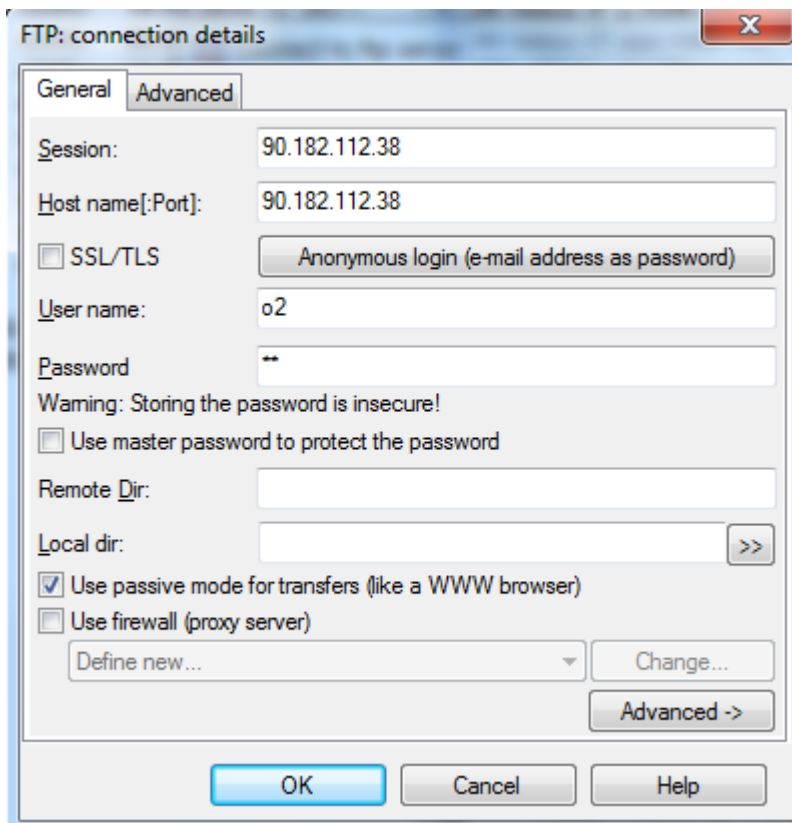 FTP: connection details
General Advanced
Session: 90.182.112.38
Host name[:Port]: 90.182.112.38
SSL/TLS Anonymous login (e-mail address as password)
User name: o2
Password **
Warning: Storing the password is insecure!
Use master password to protect the password
Remote Dir:
Local dir: >>
Use passive mode for transfers (like a WWW browser)
Use firewall (proxy server)
Define new... Change...
Advanced ->
OK Cancel Help